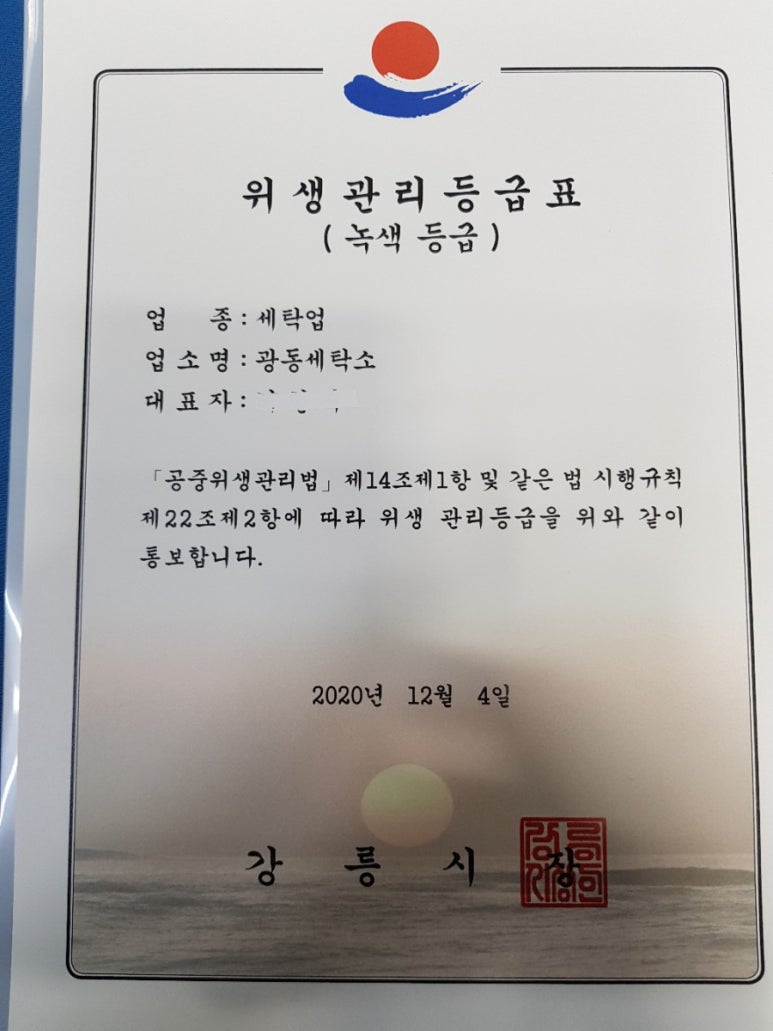 위생관리등급표
( 녹색 등급 )
업 종 : 세탁업
업 소 명 : 광동세탁소
대 표 자 :
「공중위생관리법」 제14조제1항 및 같은 법 시행규칙
제22조제2항에 따라 위생 관리등급을 위와 같이
통보합니다.
2020년 12월 4일
강 릉 시 장